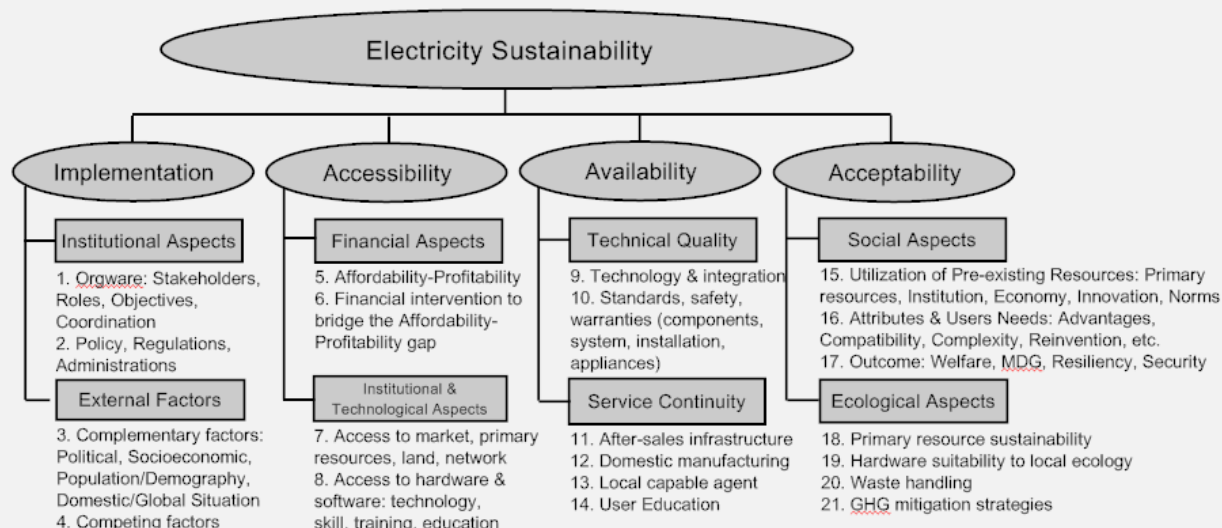 Electricity Sustainability
Implementation
Institutional Aspects
1. Orgware: Stakeholders,
Roles, Objectives,
Coordination
2. Policy, Regulations,
Administrations
External Factors
3. Complementary factors:
Political, Socioeconomic,
Population/Demography,
Domestic/Global Situation
4. Competing factors
Accessibility
Financial Aspects
5. Affordability-Profitability
6. Financial intervention to
bridge the Affordability-
Profitability gap
Institutional &
Technological Aspects
7. Access to market, primary
resources, land, network
8. Access to hardware &
software: technology,
skill, training, education
Availability
Technical Quality
9. Technology & integration
10. Standards, safety,
warranties (components,
system, installation,
appliances)
Service Continuity
11. After-sales infrastructure
12. Domestic manufacturing
13. Local capable agent
14. User Education
Acceptability
Social Aspects
15. Utilization of Pre-existing Resources: Primary
resources, Institution, Economy, Innovation, Norms
16. Attributes & Users Needs: Advantages,
Compatibility, Complexity, Reinvention, etc.
17. Outcome: Welfare, MDG, Resiliency, Security
Ecological Aspects
18. Primary resource sustainability
19. Hardware suitability to local ecology
20. Waste handling
21. GHG mitigation strategies